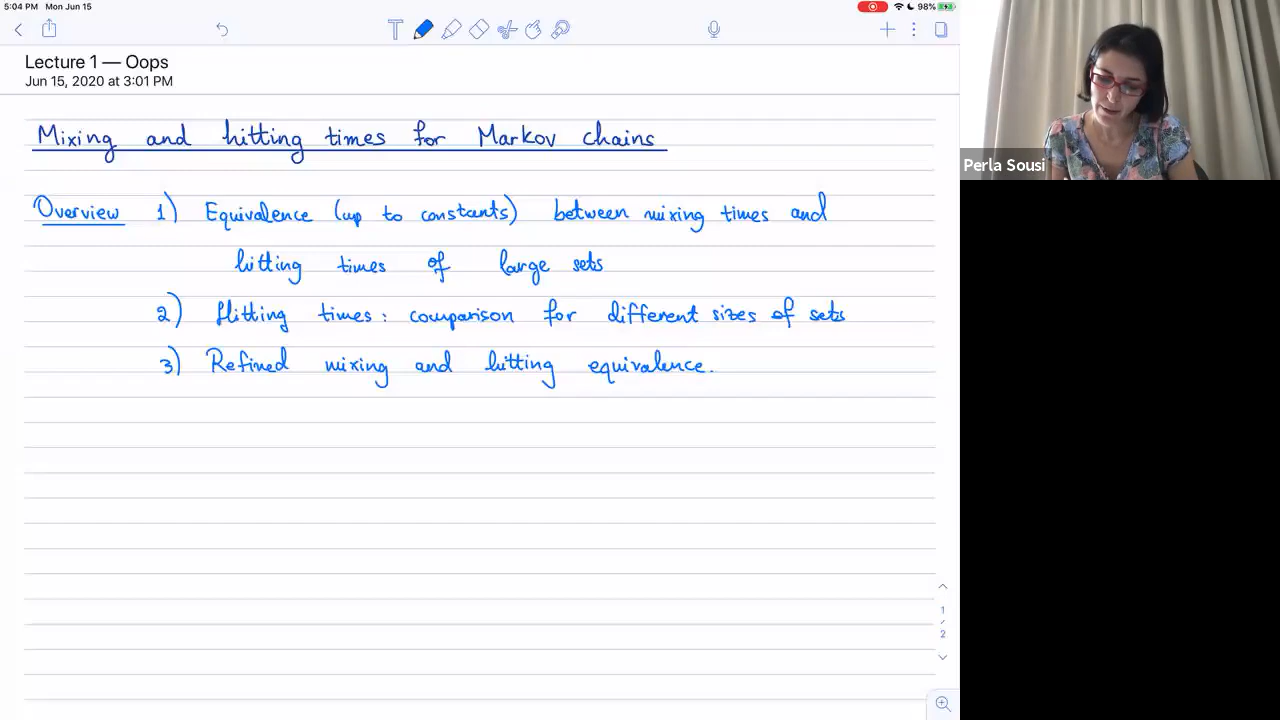 5:04 PM Mon Jun 15
98%
Lecture 1 — Oops
Jun 15, 2020 at 3:01 PM
Mixing and hitting times for Markov chains
Overview 1) Equivalence (up to constants) between mixing times and
hitting times of large sets
2) Hitting times: comparison for different sizes of sets
3) Refined mixing and hitting equivalence.
Perla Sousi
1
2